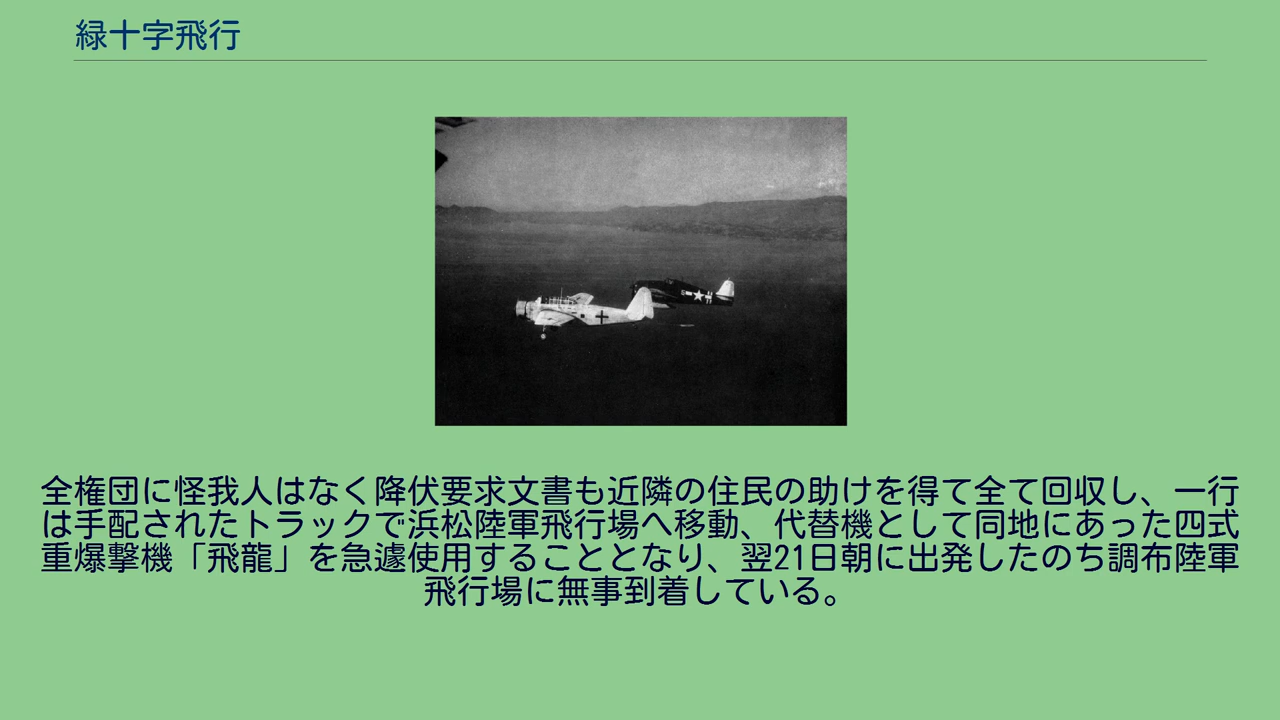 緑十字飛行
全権団に怪我人はなく降伏要求文書も近隣の住民の助けを得て全て回収し、一行
は手配されたトラックで浜松陸軍飛行場へ移動、代替機として同地にあった四式
重爆撃機「飛龍」を急遽使用することとなり、翌21日朝に出発したのち調布陸軍
飛行場に無事到着している。